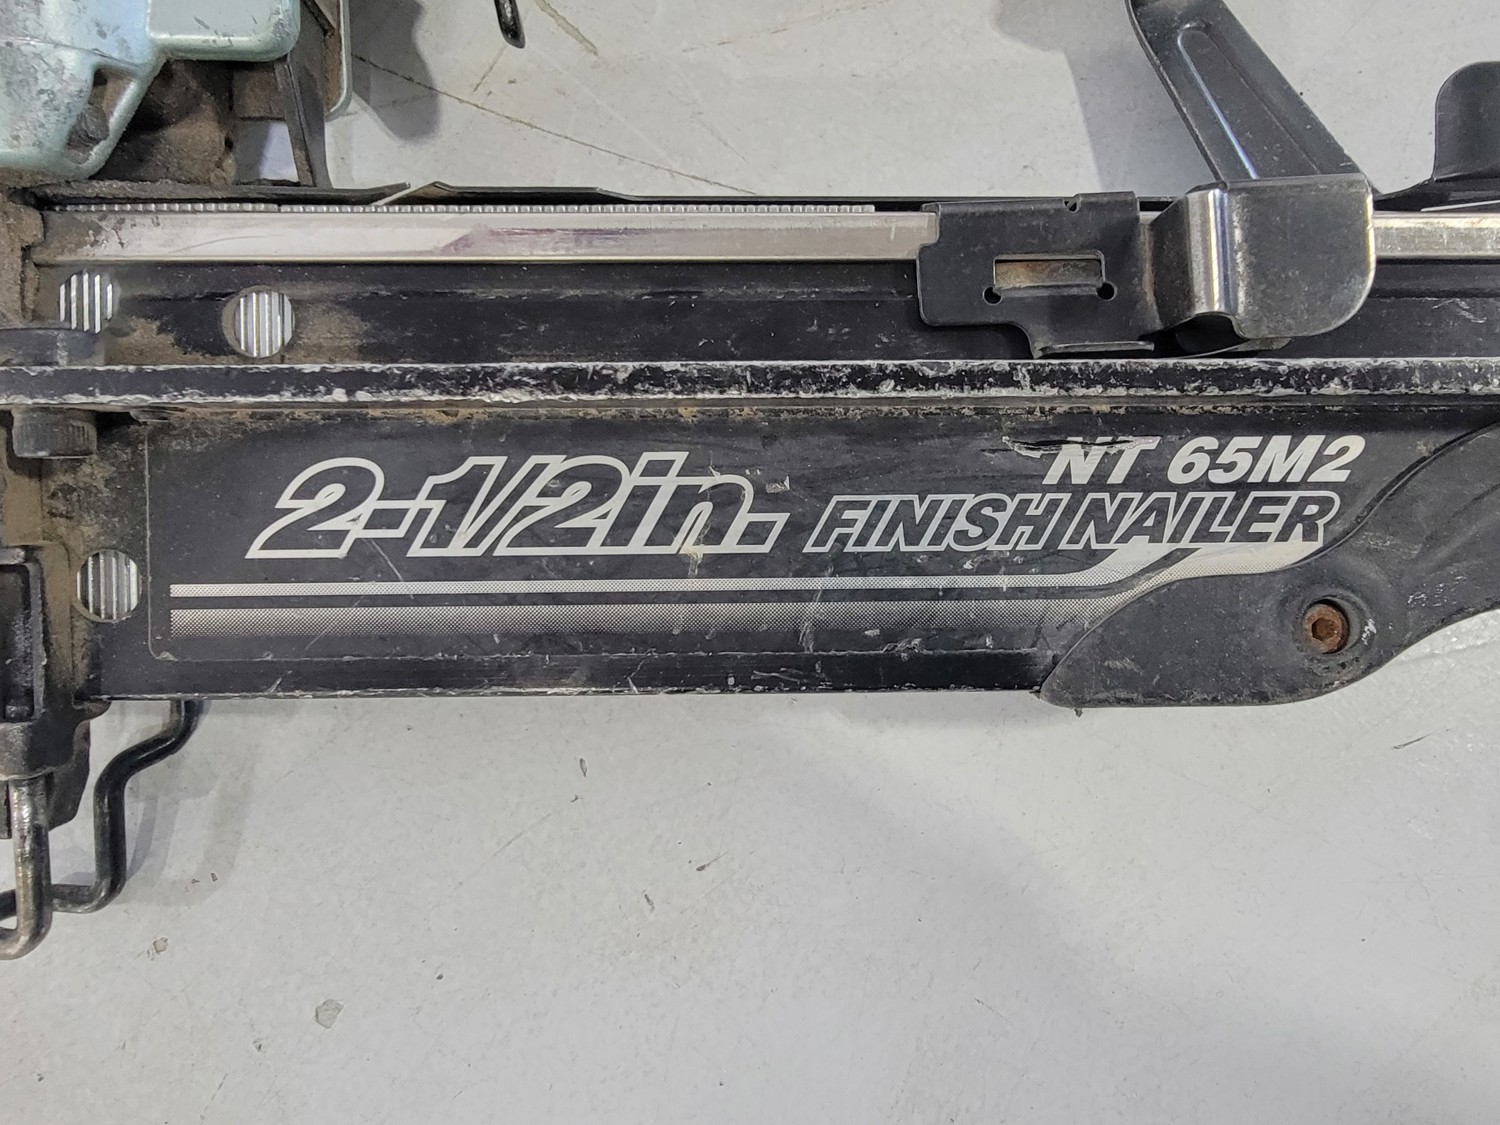 NT 65M2
2-1/2in. FINISH NAILER